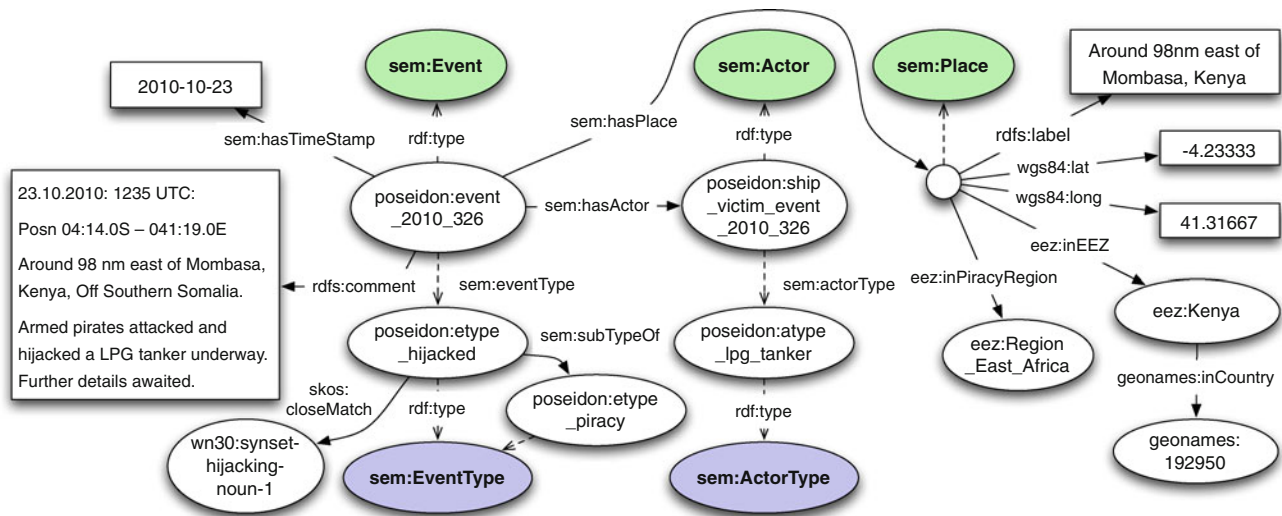 sem:Event
sem:Actor
sem:Place
Around 98nm east of
Mombasa, Kenya
2010-10-23
sem:hasTimeStamp
rdf:type
sem:hasPlace
rdf:type
rdfs:label
wgs84:lat
-4.23333
wgs84:long
41.31667
23.10.2010: 1235 UTC:
Posn 04:14.0S – 041:19.0E
Around 98 nm east of Mombasa,
Kenya, Off Southern Somalia.
Armed pirates attacked and
hijacked a LPG tanker underway.
Further details awaited.
poseidon:event
_2010_326
sem:hasActor
poseidon:ship
_victim_event
_2010_326
eez:inEEZ
eez:inPiracyRegion
rdfs:comment
sem:eventType
sem:actorType
eez:Kenya
poseidon:etype
_hijacked
sem:subTypeOf
poseidon:atype
_lpg_tanker
eez:Region
_East_Africa
geonames:inCountry
skos:
closeMatch
rdf:type
poseidon:etype
_piracy
rdf:type
wn30:synset-
hijacking-
noun-1
sem:EventType
sem:ActorType
geonames:
192950